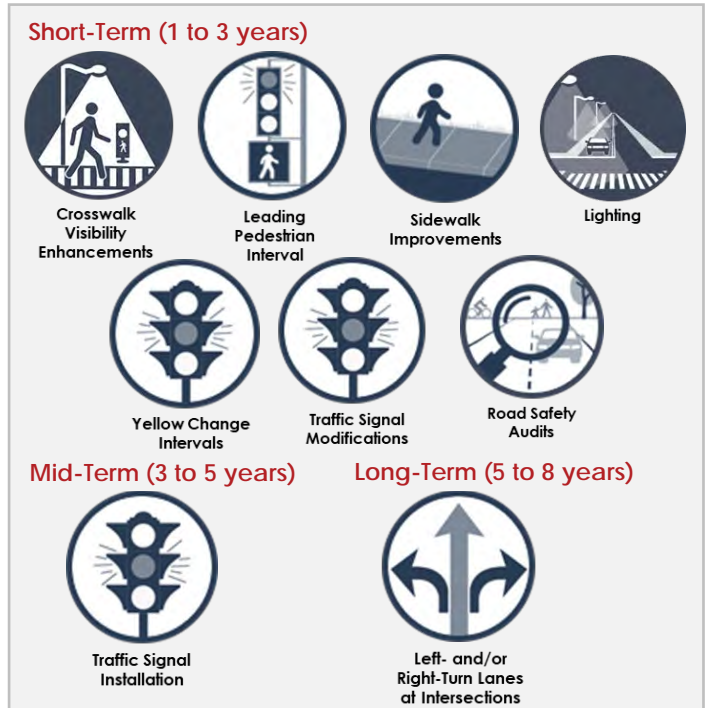 Short-Term (1 to 3 years)
Crosswalk
Visibility
Enhancements
Leading
Pedestrian
Interval
Sidewalk
Improvements
Lighting
Yellow Change
Intervals
Traffic Signal
Modifications
Road Safety
Audits
Mid-Term (3 to 5 years)
Long-Term (5 to 8 years)
Traffic Signal
Installation
Left- and/or
Right-Turn Lanes
at Intersections